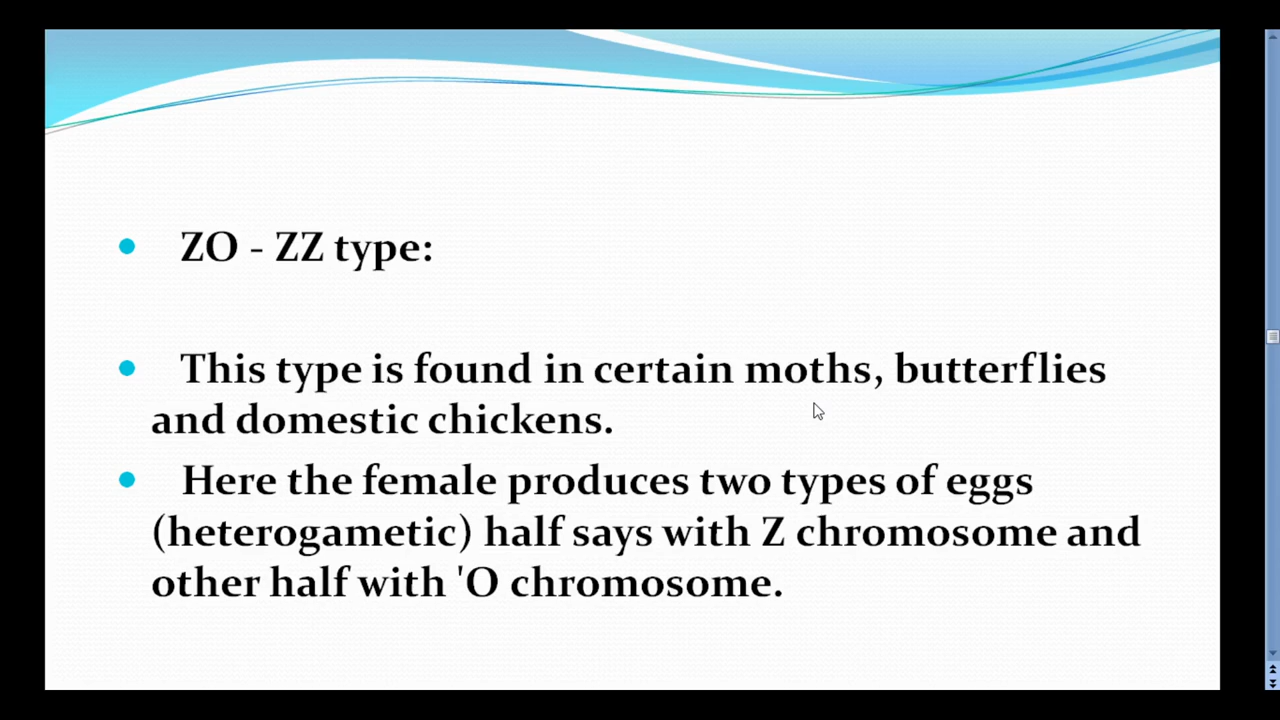 ZO - ZZ type:
This type is found in certain moths, butterflies
and domestic chickens.
Here the female produces two types of eggs
(heterogametic) half says with Z chromosome and
other half with 'O chromosome.